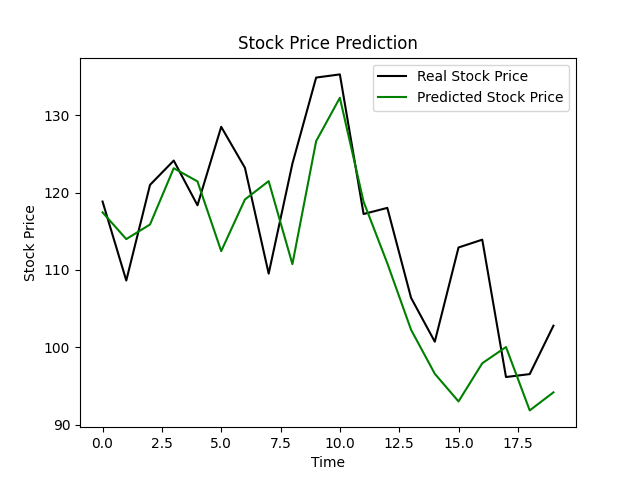 Stock Price Prediction
Real Stock Price
Predicted Stock Price
Stock Price
130
120
110
100
90
0.0 2.5 5.0 7.5 10.0 12.5 15.0 17.5
Time